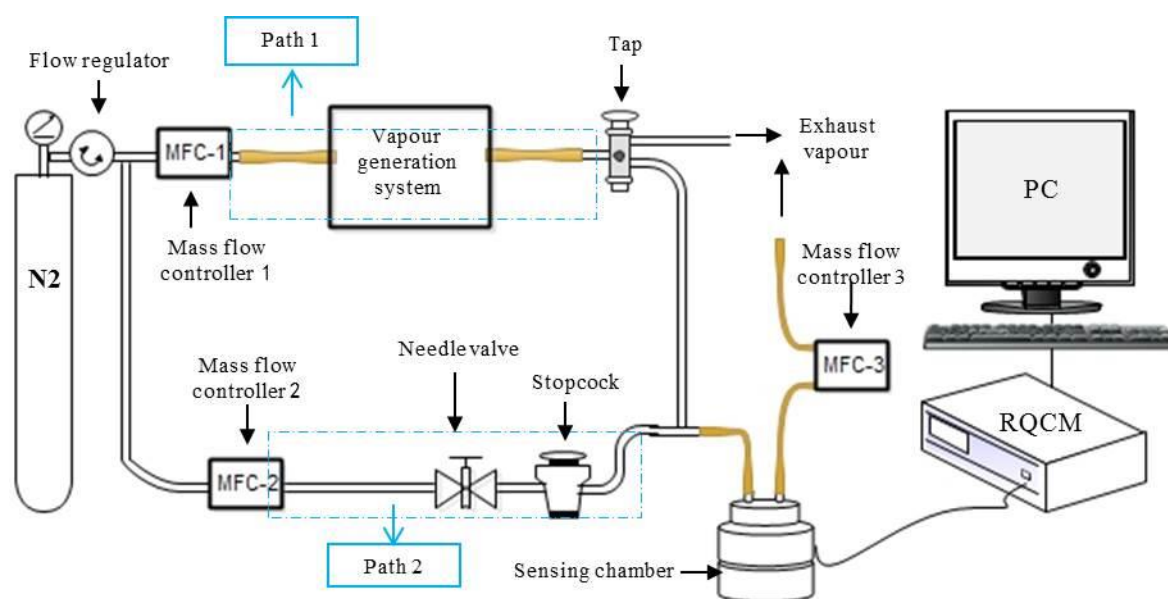 Path 1
Tap
Flow regulator
Exhaust
vapour
MFC-1
Vapour
generation
system
PC
N2
Mass flow
controller 1
Mass flow
controller 3
Needle valve
Mass flow
controller 2
Stopcock
MFC-3
RQCM
MFC-2
Path 2
Sensing chamber